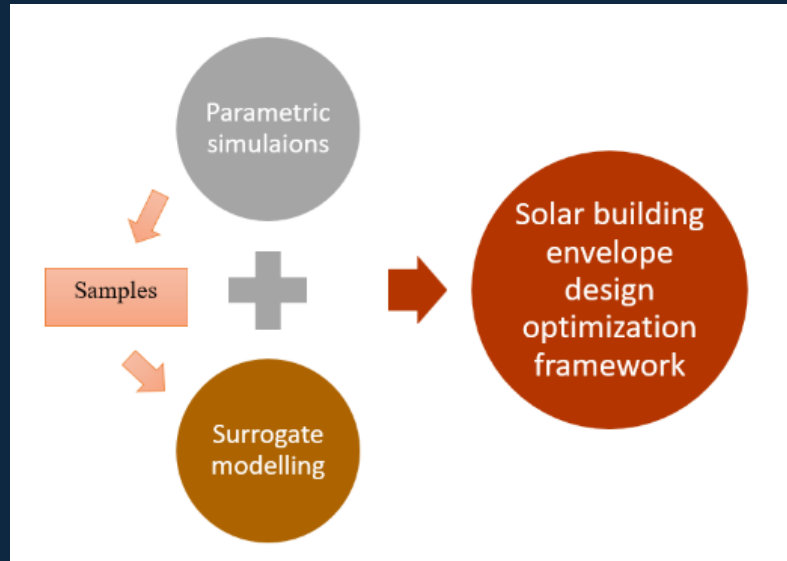 Parametric
simulaions
Samples
Surrogate
modelling
Solar building
envelope
design
optimization
framework